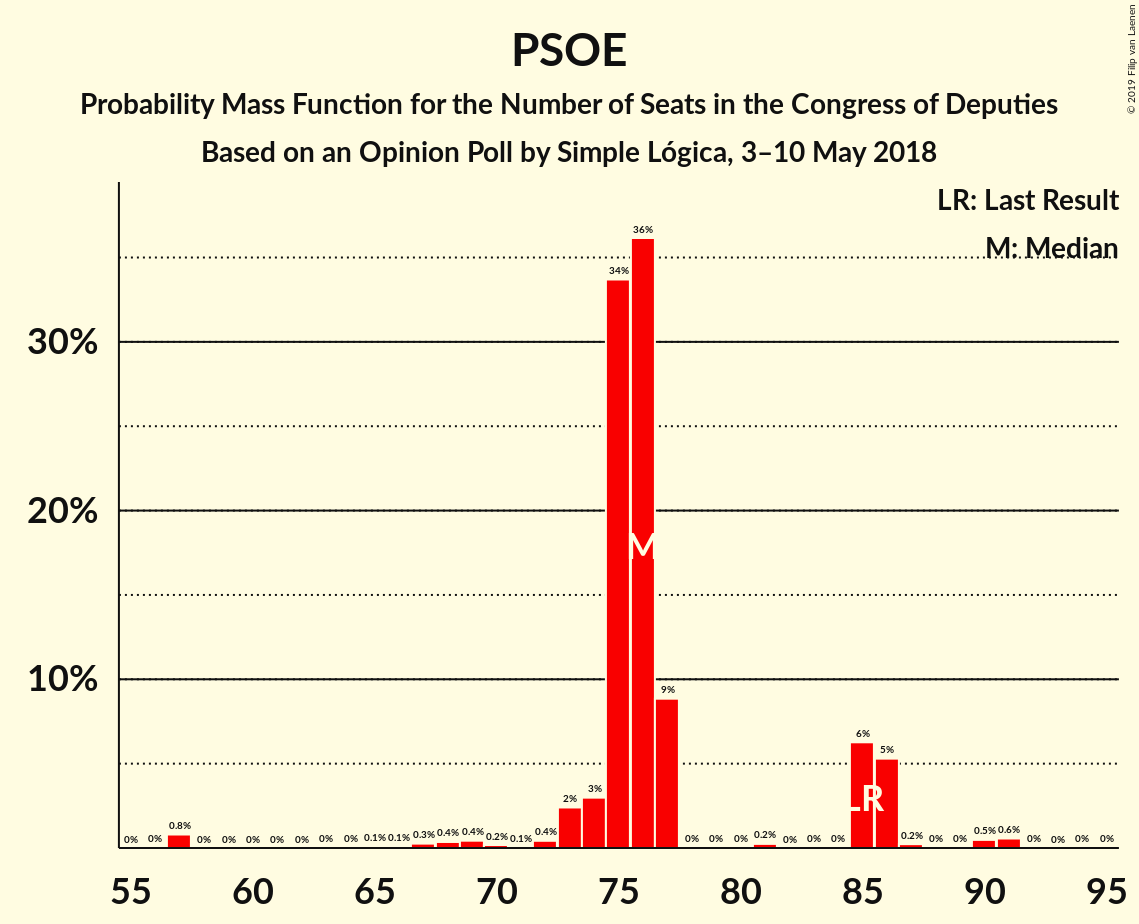 © 2019 Filip van Laenen
PSOE
Probability Mass Function for the Number of Seats in the Congress of Deputies
Based on an Opinion Poll by Simple Lógica, 3–10 May 2018
LR: Last Result
M: Median
30%
20%
10%
0% 0% 0.8% 0% 0% 0% 0% 0% 0% 0% 0.1% 0.1% 0.3% 0.4% 0.4% 0.2% 0.1% 0.4% 2% 3% 34% 36% 9% 0% 0% 0% 0.2% 0% 0% 0% 6% 5% 0.2% 0% 0% 0.5% 0.6% 0% 0% 0% 0%
M
LR
55 60 65 70 75 80 85 90 95